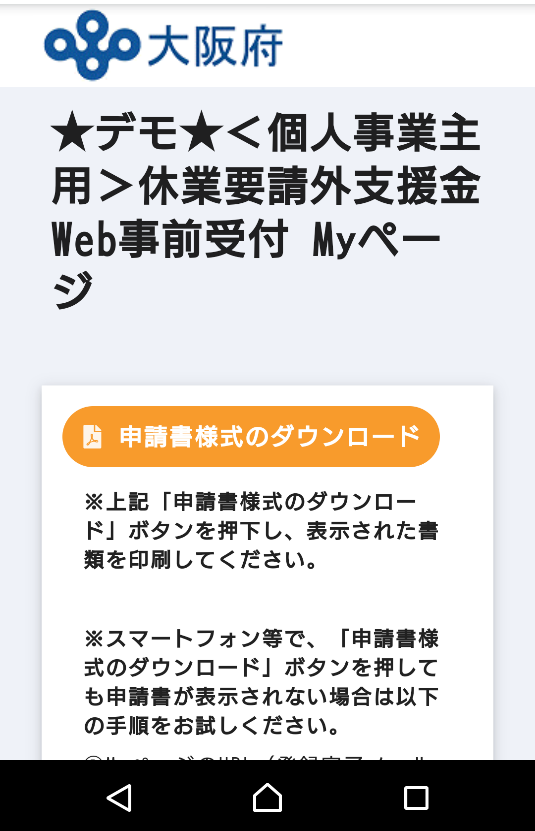 大阪府
★デモ★＜個人事業主
用＞休業要請外支援金
Web事前受付 Myペー
ジ
申請書様式のダウンロード
※上記「申請書様式のダウンロー
ド」ボタンを押下し、表示された書
類を印刷してください。
※スマートフォン等で、「申請書様
式のダウンロード」ボタンを押して
も申請書が表示されない場合は以下
の手順をお試しください。